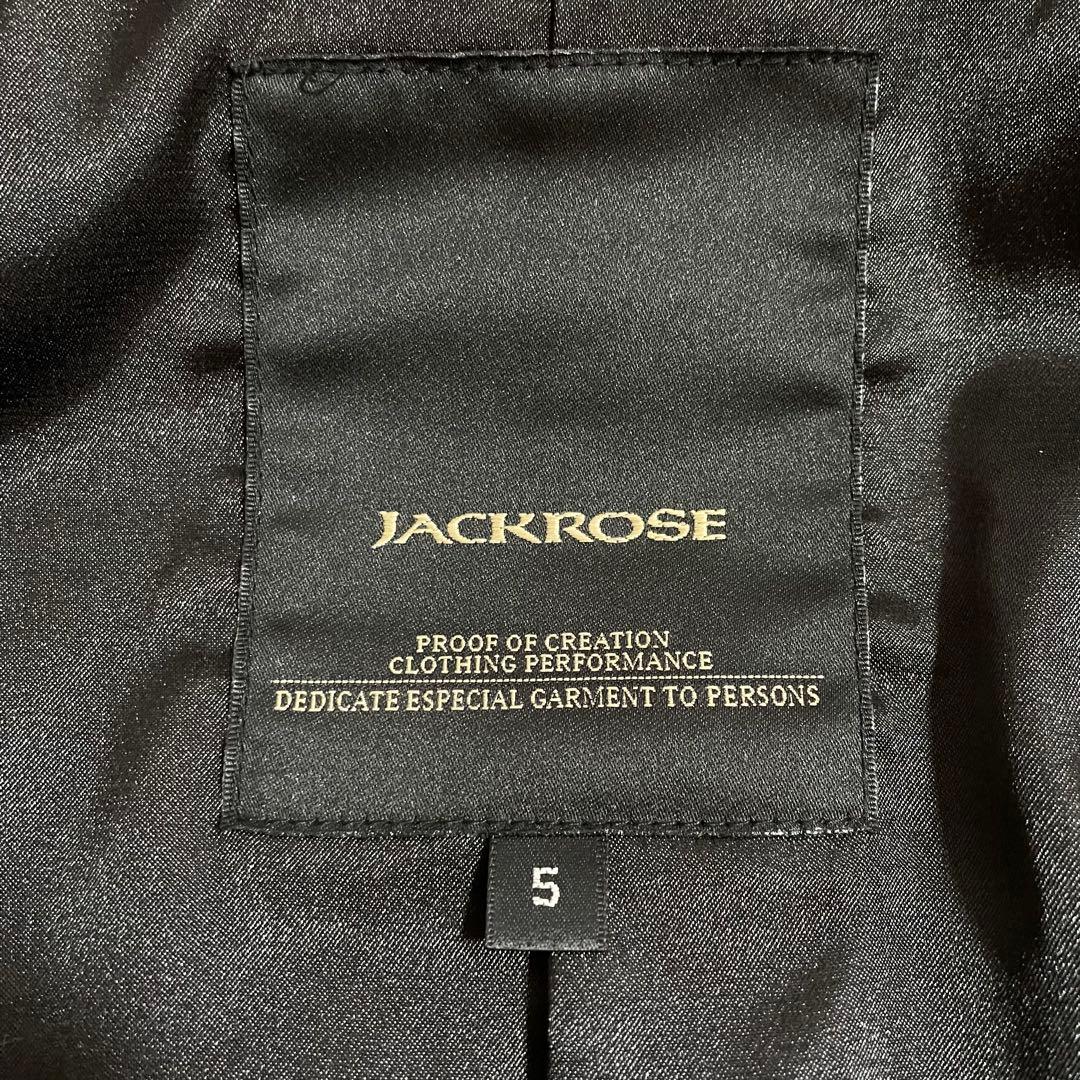 JACKROSE
PROOF OF CREATION
CLOTHING PERFORMANCE
DEDICATE ESPECIAL GARMENT TO PERSONS
5